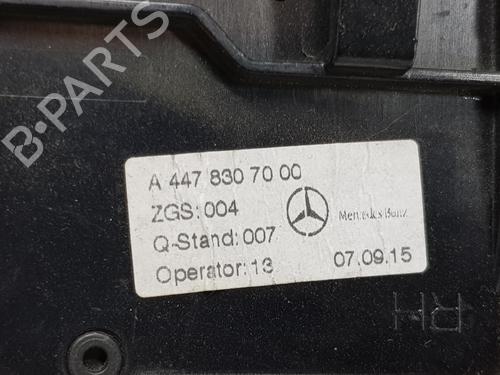 B-PARTS
A 447 830 70 00
ZGS: 004
Mercedes-Benz
Q-Stand: 007
Operator: 13
07.09.15
RH